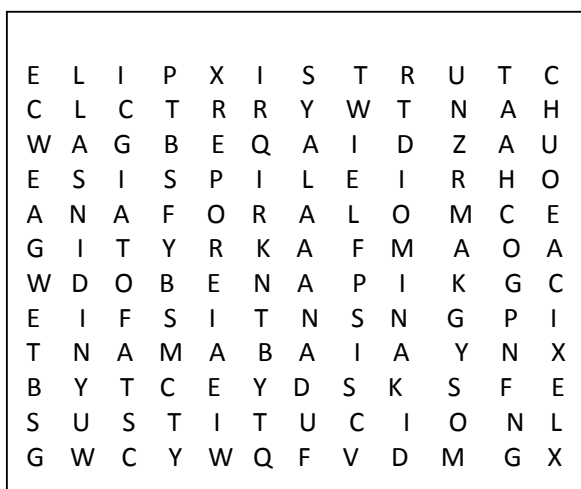 E L I P X I S T R U T C
C L C T R R Y W T N A H
W A G B E Q A I D Z A U
E S I S P I L E I R H O
A N A F O R A L O M C E
G I T Y R K A F M A O A
W D O B E N A P I K G C
E I F S I T N S N G P I
T N A M A B A I A Y N X
B Y T C E Y D S K S F E
S U S T I T U C I O N L
G W C Y W Q F V D M G X